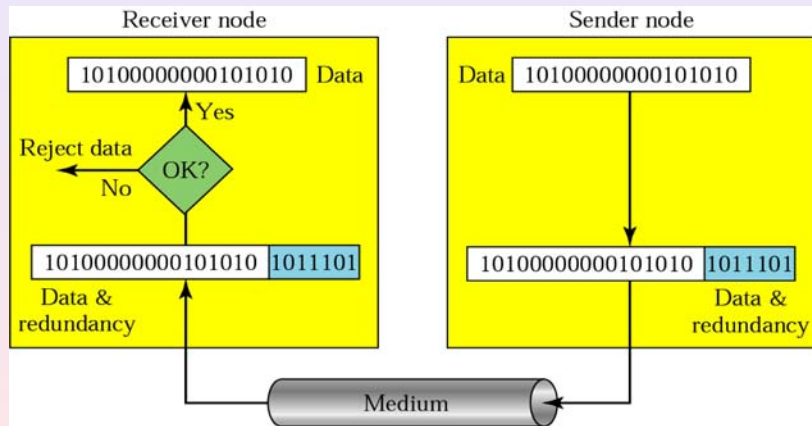 Receiver node
Sender node
10100000000101010 Data
Data 10100000000101010
Yes
Reject data
OK?
No
10100000000101010 1011101
10100000000101010 1011101
Data &
redundancy
Data &
redundancy
Medium